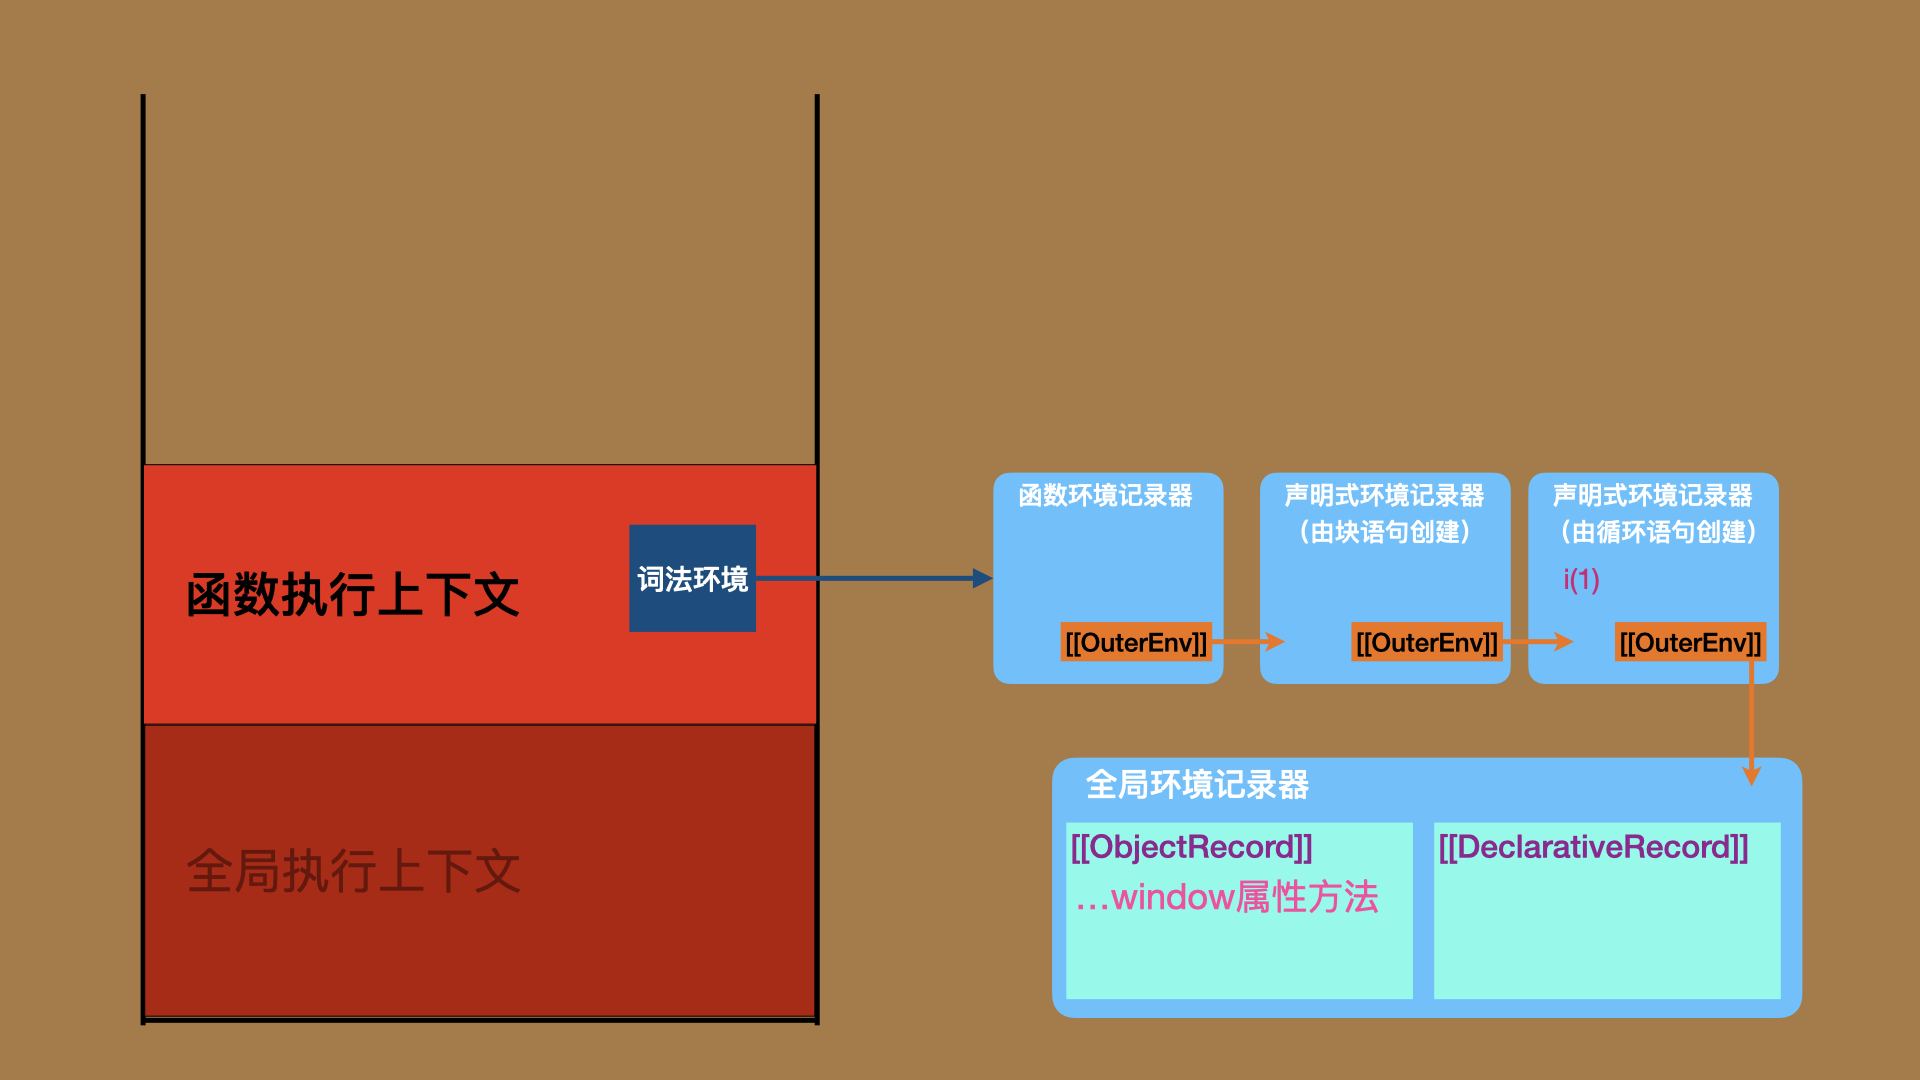 函数执行上下文
词法环境
全局执行上下文
函数环境记录器
[[OuterEnv]]
声明式环境记录器
（由块语句创建）
[[OuterEnv]]
声明式环境记录器
（由循环语句创建）
i(1)
[[OuterEnv]]
全局环境记录器
[[ObjectRecord]]
...window属性方法
[[DeclarativeRecord]]